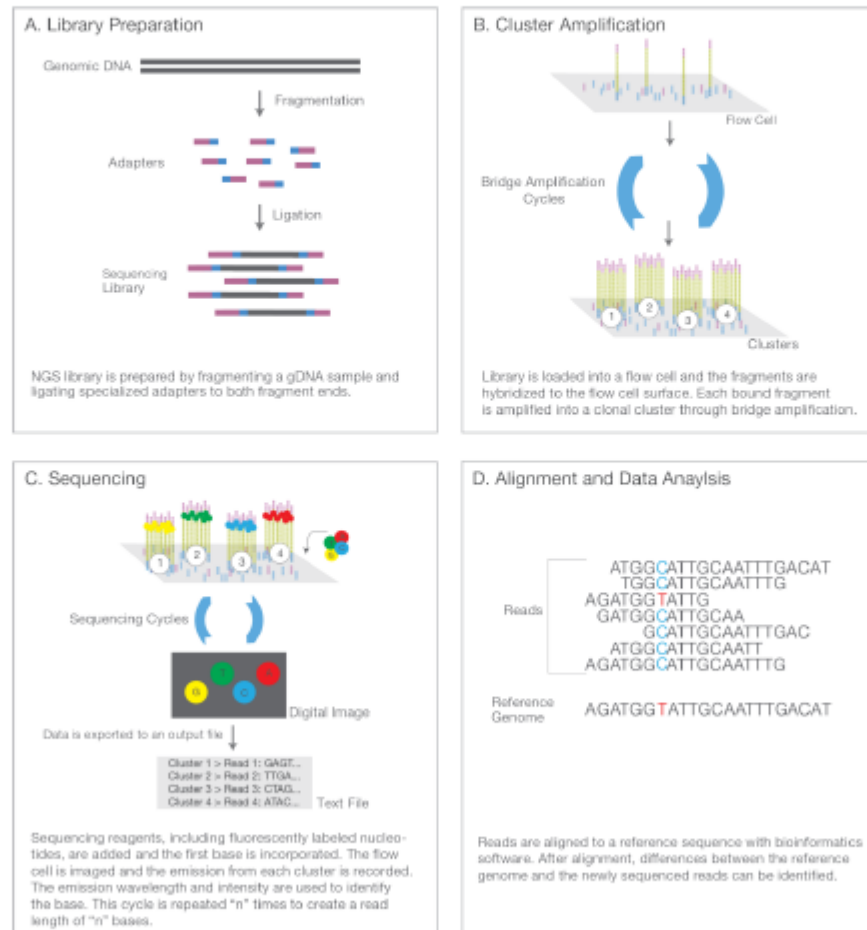 A. Library Preparation
Genomic DNA
Fragmentation
Adapters
Ligation
Sequencing
Library
NGS library is prepared by fragmenting a gDNA sample and
ligating specialized adapters to both fragment ends.
B. Cluster Amplification
Flow Cell
Bridge Amplification
Cycles
1 2 3 4
Clusters
Library is loaded into a flow cell and the fragments are
hybridized to the flow cell surface. Each bound fragment
is amplified into a clonal cluster through bridge amplification.
C. Sequencing
1 2 3 4
Sequencing Cycles
T
G C
Digital Image
Data is exported to an output file
Cluster 1 > Read 1: GAGT...
Cluster 2 > Read 2: TTGA...
Cluster 3 > Read 3: CTAG...
Cluster 4 > Read 4: ATAC...
Text File
Sequencing reagents, including fluorescently labeled nucleo-
tides, are added and the first base is incorporated. The flow
cell is imaged and the emission from each cluster is recorded.
The emission wavelength and intensity are used to identify
the base. This cycle is repeated "n" times to create a read
length of "n" bases.
D. Alignment and Data Anaylsis
ATGGCATTGCAATTTGACAT
TGGCATTGCAATTTG
AGATGGTATTG
Reads
GATGGCATTGCAA
GCATTGCAATTTGAC
ATGGCATTGCAATT
AGATGGCATTGCAATTTG
Reference
Genome
AGATGGTATTGCAATTTGACAT
Reads are aligned to a reference sequence with bioinformatics
software. After alignment, differences between the reference
genome and the newly sequenced reads can be identified.